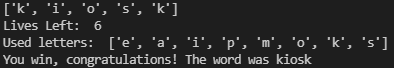 ['k', 'i', 'o', 's', 'k']
Lives Left:  6
Used letters:  ['e', 'a', 'i', 'p', 'm', 'o', 'k', 's']
You win, congratulations! The word was kiosk